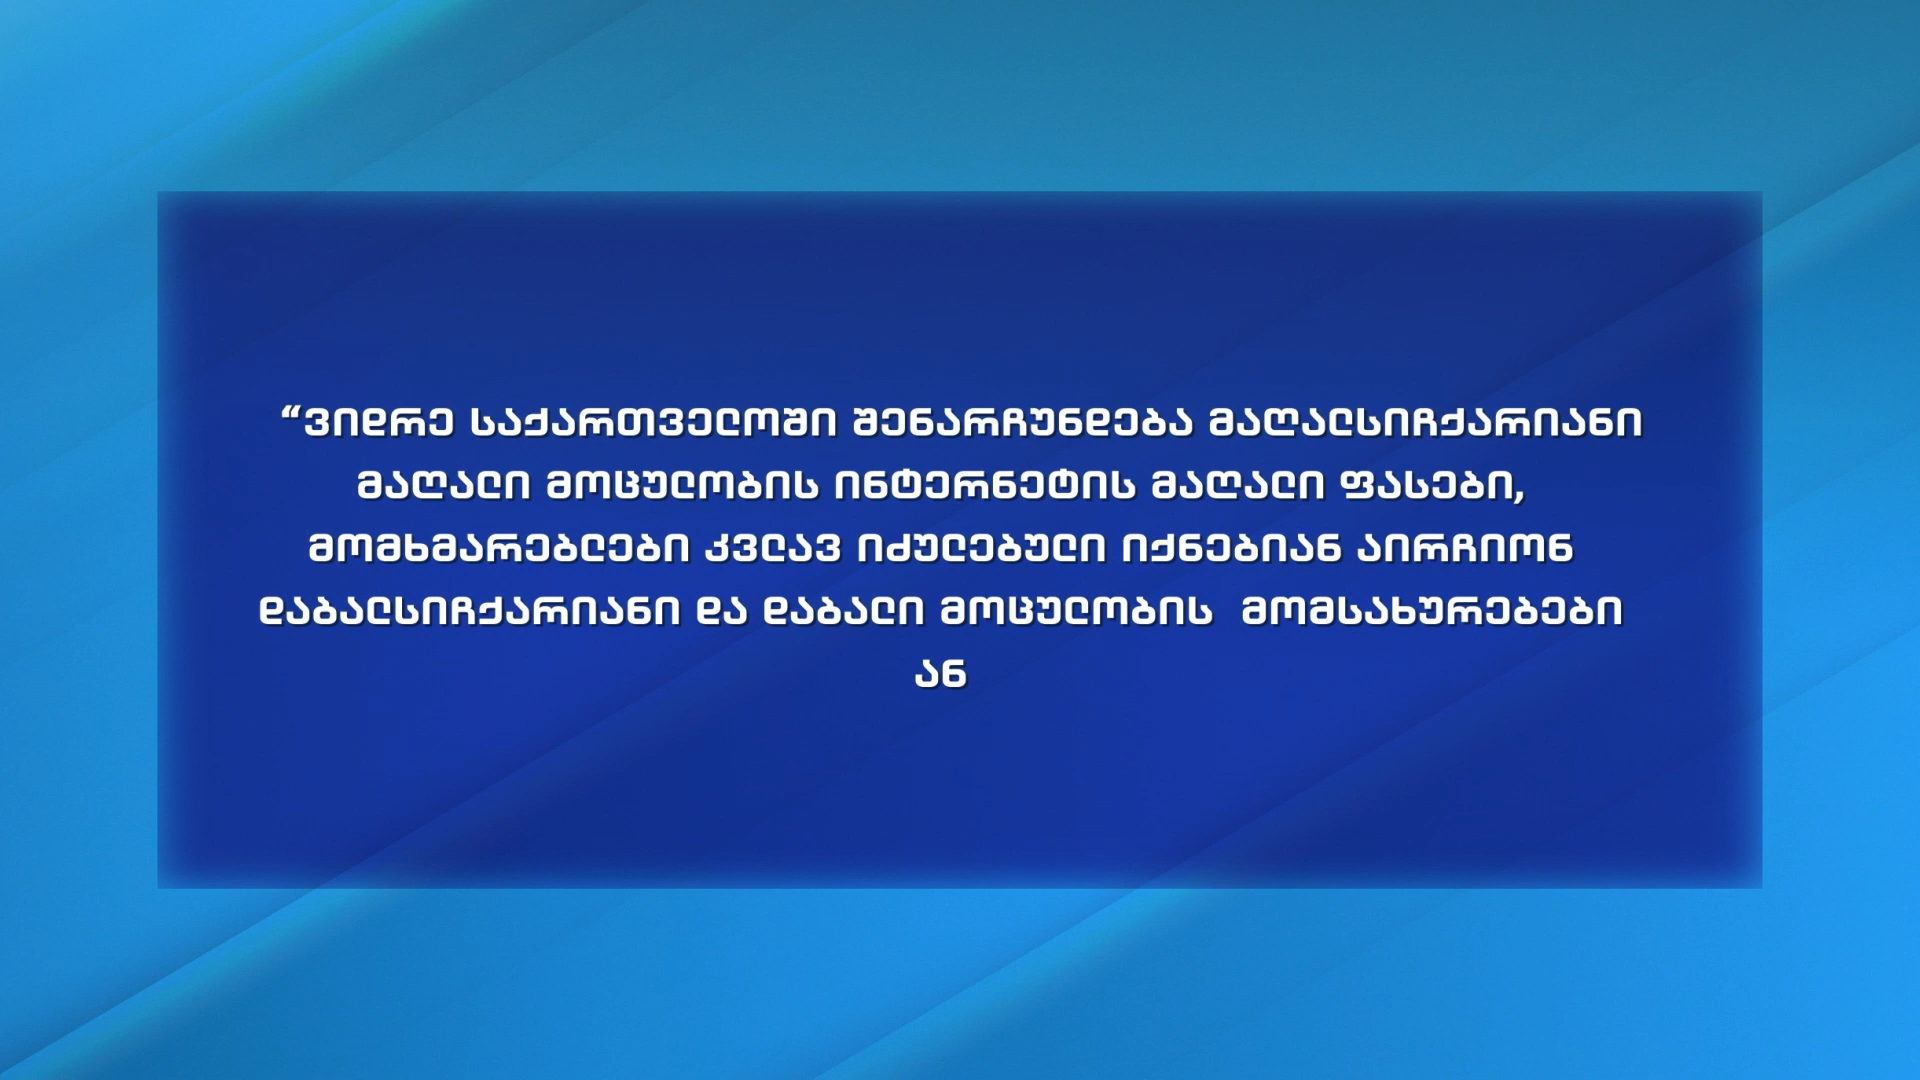 “ვიდრე საქართველოში შენარჩუნდება მაღალსიჩქარიანი
მაღალი მოცულობის ინტერნეტის მაღალი ფასები,
მომხმარებლები კვლავ იძულებული იქნებიან აირჩიონ
დაბალსიჩქარიანი და დაბალი მოცულობის  მომსახურებები
ან